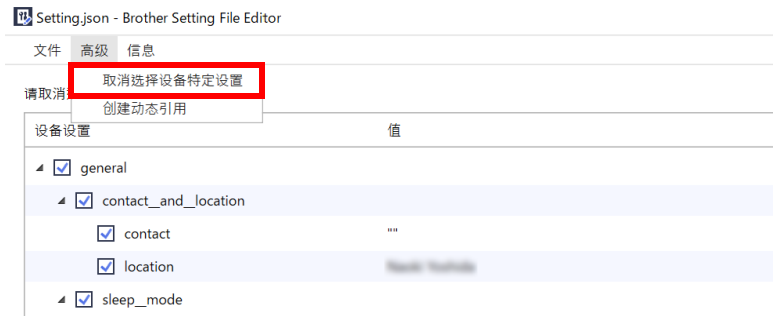 Setting.json - Brother Setting File Editor
文件 高级 信息
取消选择设备特定设置
请取消
创建动态引用
设备设置 值
general
contact_and_location
contact ""
location
sleep_mode